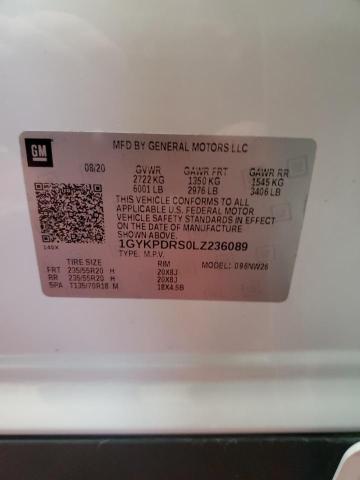 GM
MFD BY GENERAL MOTORS LLC
08/20 GVWR GAWR FRT GAWR RR
2722 KG 1350 KG 1545 KG
6001 LB 2976 LB 3406 LB
THIS VEHICLE CONFORMS TO ALL
APPLICABLE U.S. FEDERAL MOTOR
VEHICLE SAFETY STANDARDS IN
EFFECT ON THE DATE OF MANUFACTURE
SHOWN ABOVE.
1GYKPDRS0LZ236089
TYPE: M.P.V. MODEL: 096NW26
TIRE SIZE RIM
FRT 235/55R20 H 20X8J
RR 235/55R20 H 20X8J
SPA T135/70R18 M 18X4.5B